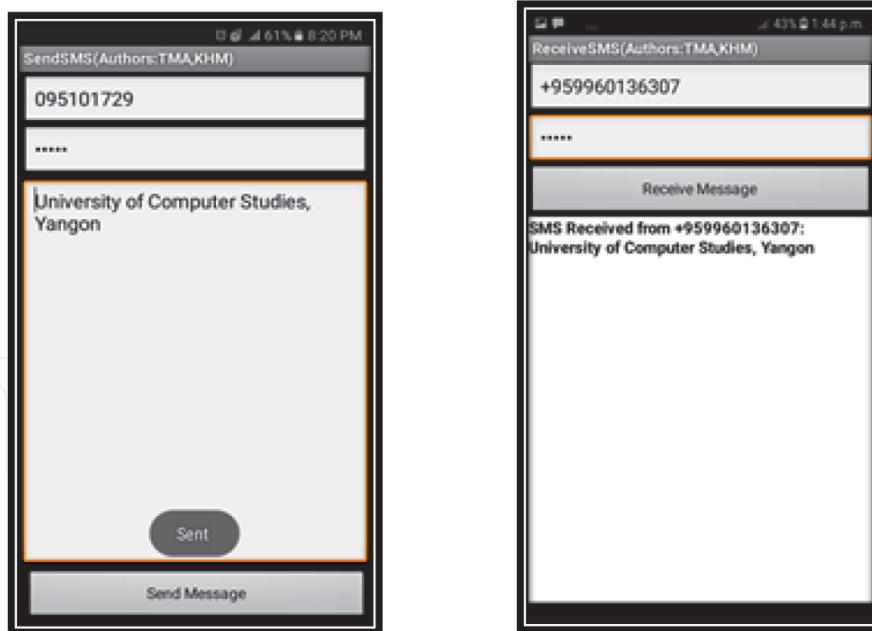 61% 8:20 PM
SendSMS(Authors:TMA,KHM)
095101729
•••••
University of Computer Studies,
Yangon
Sent
Send Message
... 43% 1:44 p.m.
ReceiveSMS(Authors:TMA,KHM)
+959960136307
•••••
Receive Message
SMS Received from +959960136307:
University of Computer Studies, Yangon